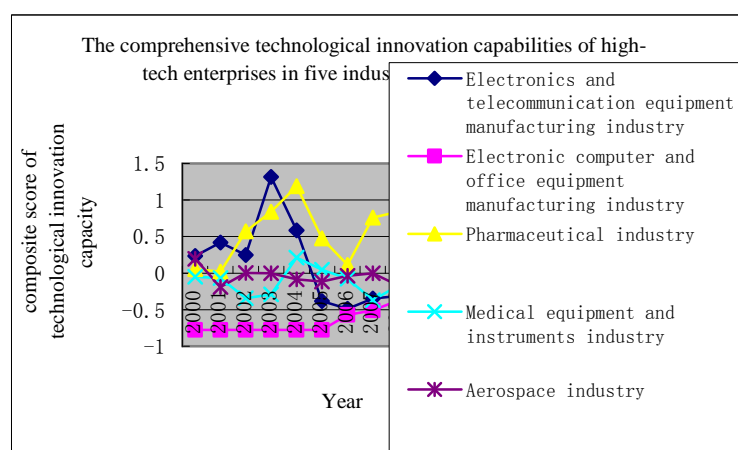 The comprehensive technological innovation capabilities of high-
tech enterprises in five indus
Electronics and
telecommunication equipment
manufacturing industry
Electronic computer and
office equipment
manufacturing industry
Pharmaceutical industry
Medical equipment and
instruments industry
Aerospace industry
composite score of
technological innovation
capacity
1.5
1
0.5
0
-0.5
-1
2000
2001
2002
2003
2004
2005
2006
Year